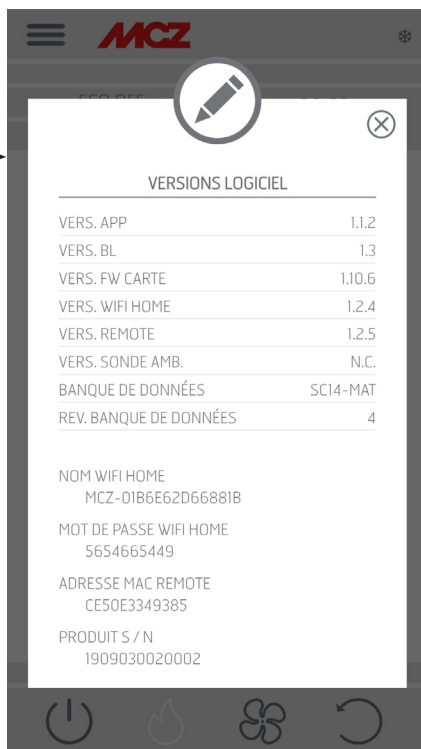 MCZ
VERSIONS LOGICIEL
VERS. APP 1.1.2
VERS. BL 1.3
VERS. FW CARTE 1.10.6
VERS. WIFI HOME 1.2.4
VERS. REMOTE 1.2.5
VERS. SONDE AMB. N.C.
BANQUE DE DONNÉES SC14-MAT
REV. BANQUE DE DONNÉES 4
NOM WIFI HOME
MCZ-01B6E62D66881B
MOT DE PASSE WIFI HOME
5654665449
ADRESSE MAC REMOTE
CE50E3349385
PRODUIT S / N
1909030020002